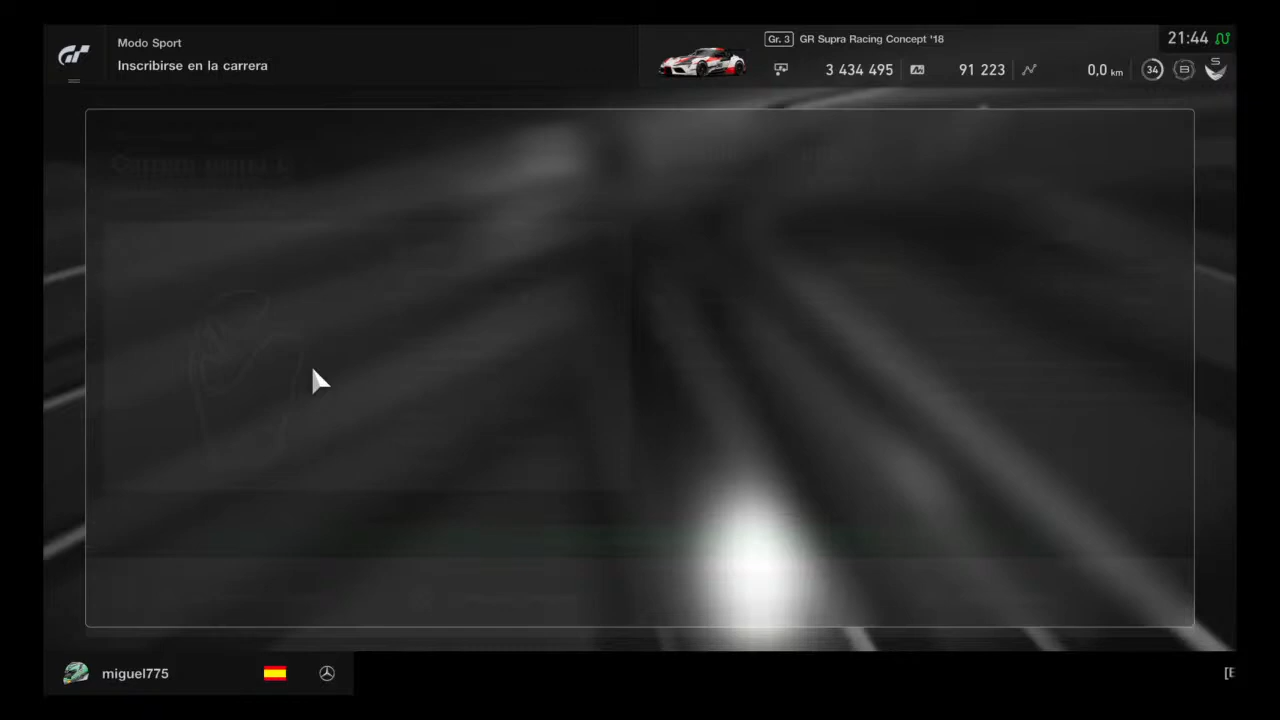 Modo Sport
Inscribirse en la carrera
Gr. 3 GR Supra Racing Concept '18
3 434 495
91 223
0,0 km
34
B
S
21:44
miguel775
[E